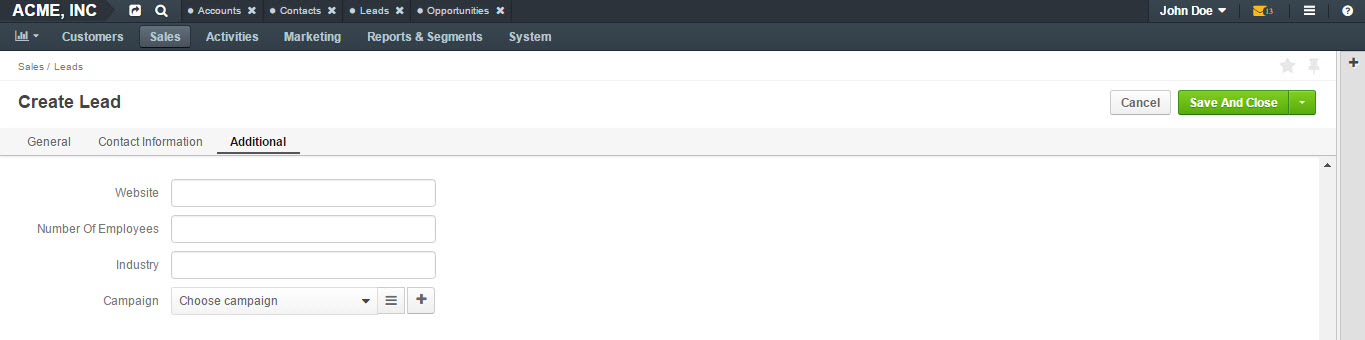 ACME, INC Accounts Contacts Leads Opportunities John Doe 13
Customers Sales Activities Marketing Reports & Segments System
Sales / Leads
Create Lead Cancel Save And Close
General Contact Information Additional
Website
Number Of Employees
Industry
Campaign Choose campaign